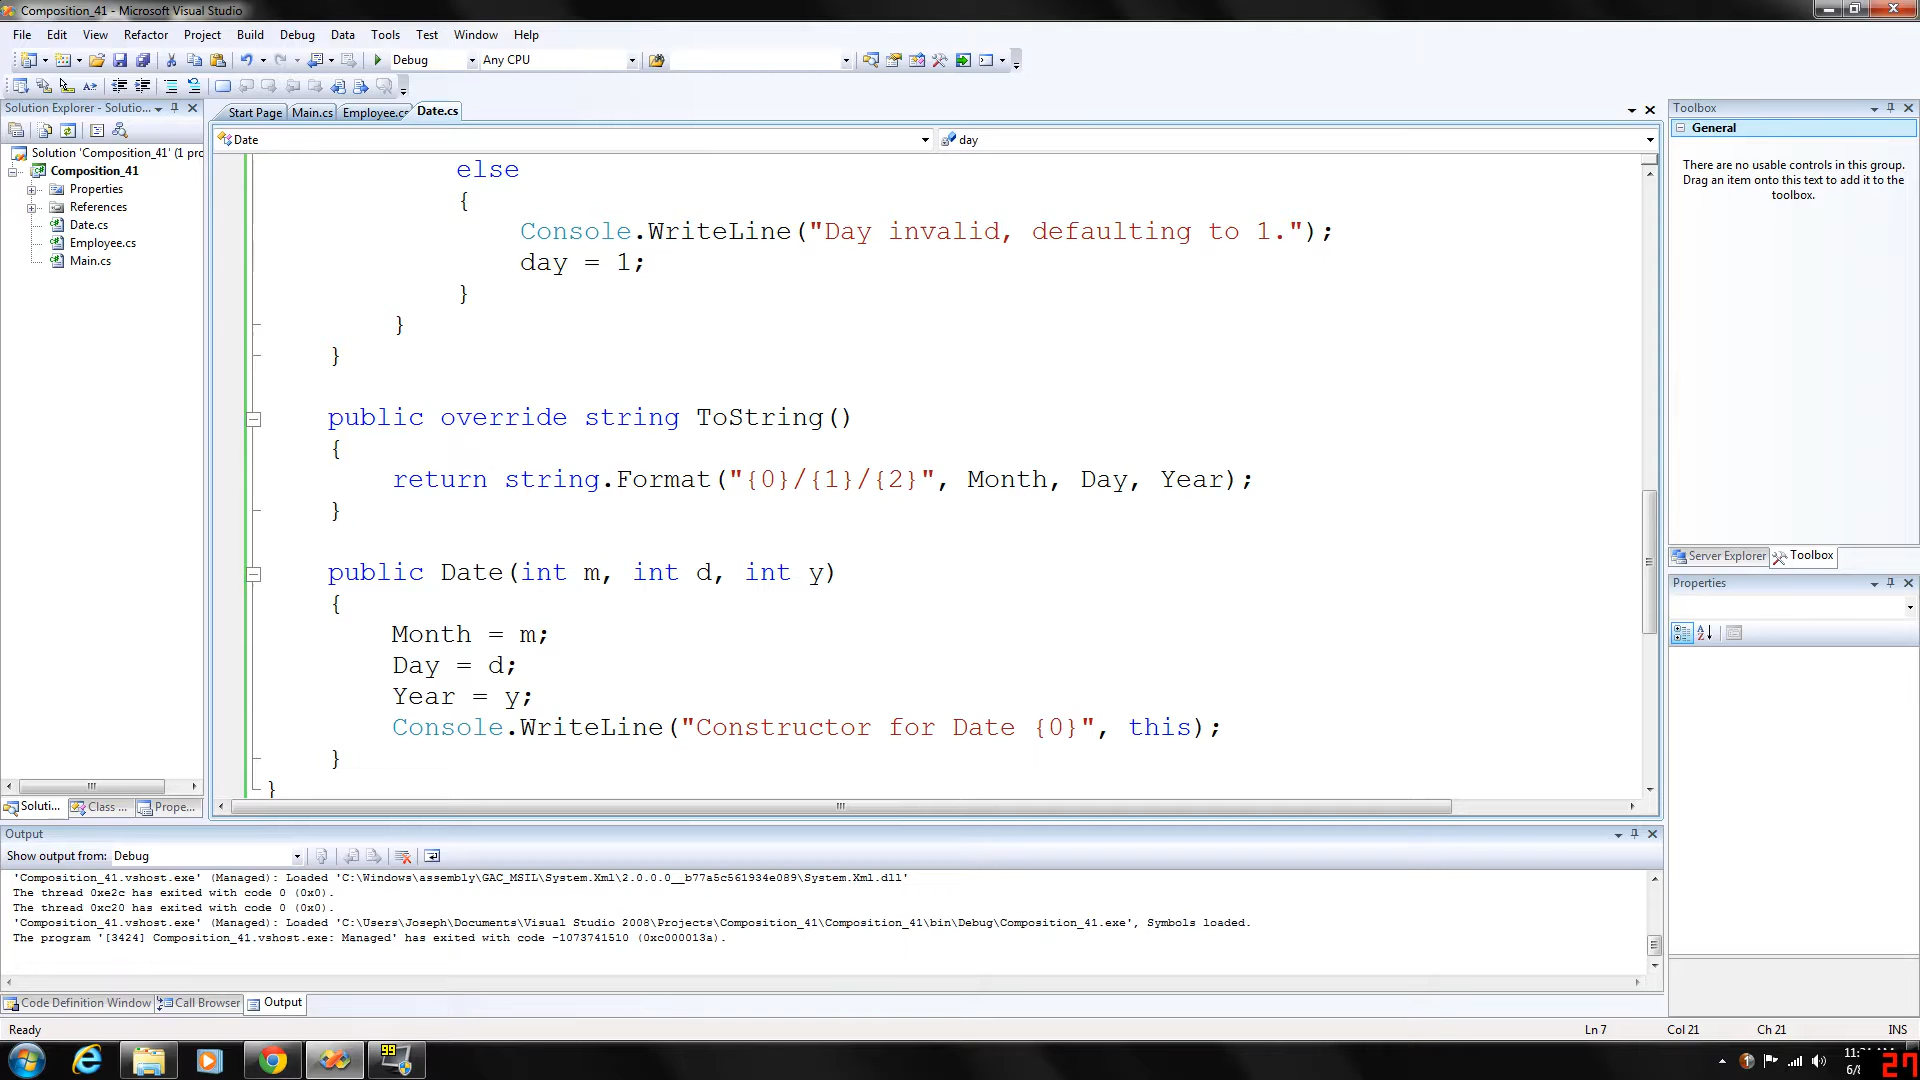 Composition_41 - Microsoft Visual Studio
File Edit View Refactor Project Build Debug Data Tools Test Window Help
Debug Any CPU
Solution Explorer - Solutio...
Start Page Main.cs Employee.cs Date.cs
Date day
Solution 'Composition_41' (1 pro
Composition_41
Properties
References
Date.cs
Employee.cs
Main.cs
else
{
Console.WriteLine("Day invalid, defaulting to 1.");
day = 1;
}
}
}
public override string ToString()
{
return string.Format("{0}/{1}/{2}", Month, Day, Year);
}
public Date(int m, int d, int y)
{
Month = m;
Day = d;
Year = y;
Console.WriteLine("Constructor for Date {0}", this);
}
}
Toolbox
General
There are no usable controls in this group.
Drag an item onto this text to add it to the
toolbox.
Server Explorer Toolbox
Properties
Soluti... Class ... Prope...
Output
Show output from: Debug
'Composition_41.vshost.exe' (Managed): Loaded 'C:\Windows\assembly\GAC_MSIL\System.Xml\2.0.0.0__b77a5c561934e089\System.Xml.dll'
The thread 0xe2c has exited with code 0 (0x0).
The thread 0xc20 has exited with code 0 (0x0).
'Composition_41.vshost.exe' (Managed): Loaded 'C:\Users\Joseph\Documents\Visual Studio 2008\Projects\Composition_41\Composition_41\bin\Debug\Composition_41.exe', Symbols loaded.
The program '[3424] Composition_41.vshost.exe: Managed' has exited with code -1073741510 (0xc000013a).
Code Definition Window Call Browser Output
Ready Ln 7 Col 21 Ch 21 INS
99
27